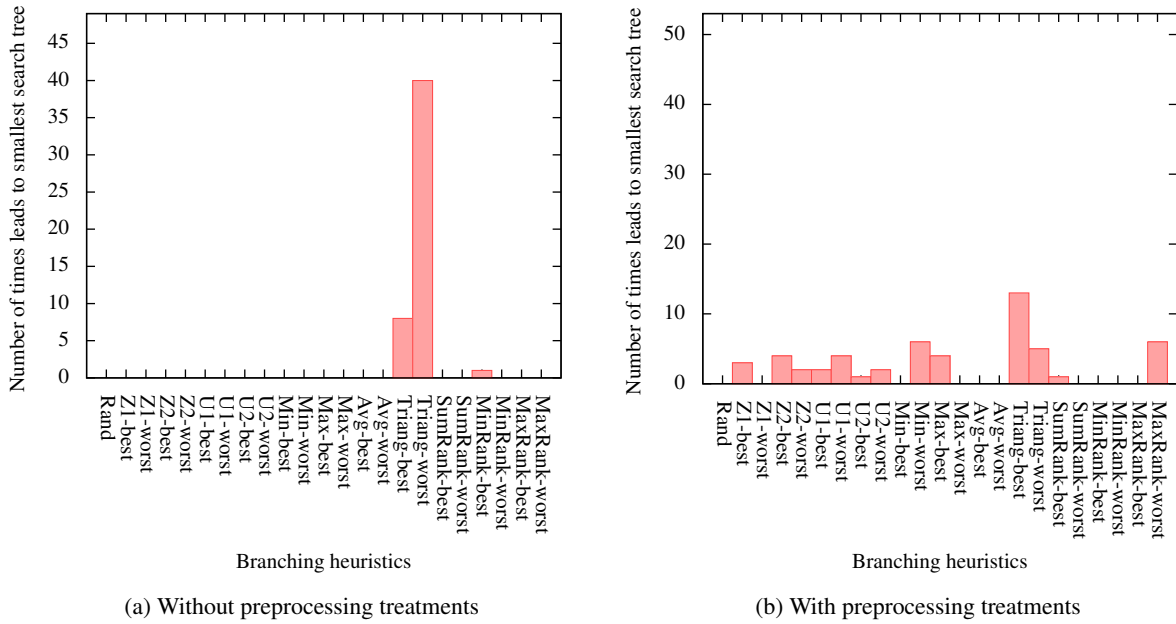 Number of times leads to smallest search tree
45
40
35
30
25
20
15
10
5
0
Rand
Z1-best
Z1-worst
Z2-best
Z2-worst
U1-best
U1-worst
U2-best
U2-worst
Min-best
Min-worst
Max-best
Max-worst
Avg-best
Avg-worst
Triang-best
Triang-worst
SumRank-best
SumRank-worst
MinRank-best
MinRank-worst
MaxRank-best
MaxRank-worst
Branching heuristics
(a) Without preprocessing treatments
Number of times leads to smallest search tree
50
40
30
20
10
0
Rand
Z1-best
Z1-worst
Z2-best
Z2-worst
U1-best
U1-worst
U2-best
U2-worst
Min-best
Min-worst
Max-best
Max-worst
Avg-best
Avg-worst
Triang-best
Triang-worst
SumRank-best
SumRank-worst
MinRank-best
MinRank-worst
MaxRank-best
MaxRank-worst
Branching heuristics
(b) With preprocessing treatments